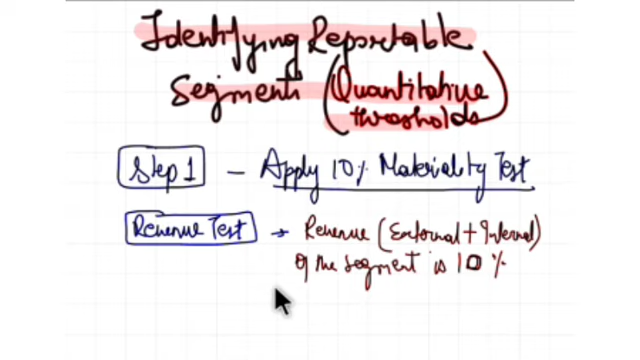 Identifying Reportable
Segments (Quantitative
thresholds)
Step 1 - Apply 10% Materiality Test
Revenue Test → Revenue (External + Internal)
of the segment is 10%